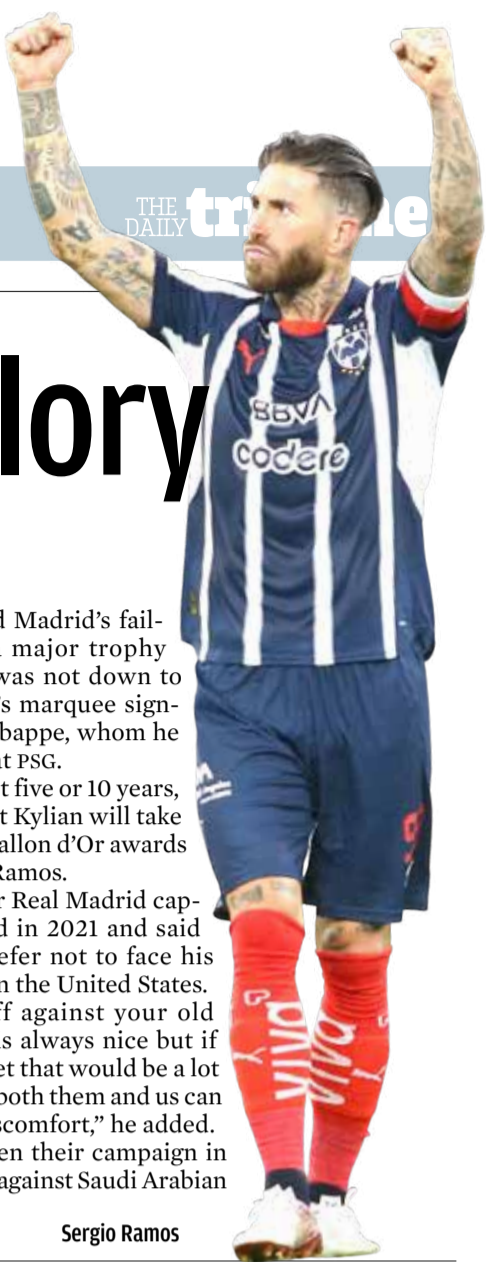 THE
DAILY
lory
d Madrid’s fail-
major trophy
was not down to
’s marquee sign-
bappe, whom he
at PSG.
t five or 10 years,
t Kylian will take
allon d’Or awards
Ramos.
r Real Madrid cap-
d in 2021 and said
efer not to face his
n the United States.
ff against your old
is always nice but if
et that would be a lot
both them and us can
scomfort,” he added.
en their campaign in
against Saudi Arabian
Sergio Ramos
BBVA
codere
VIVA
VIVA